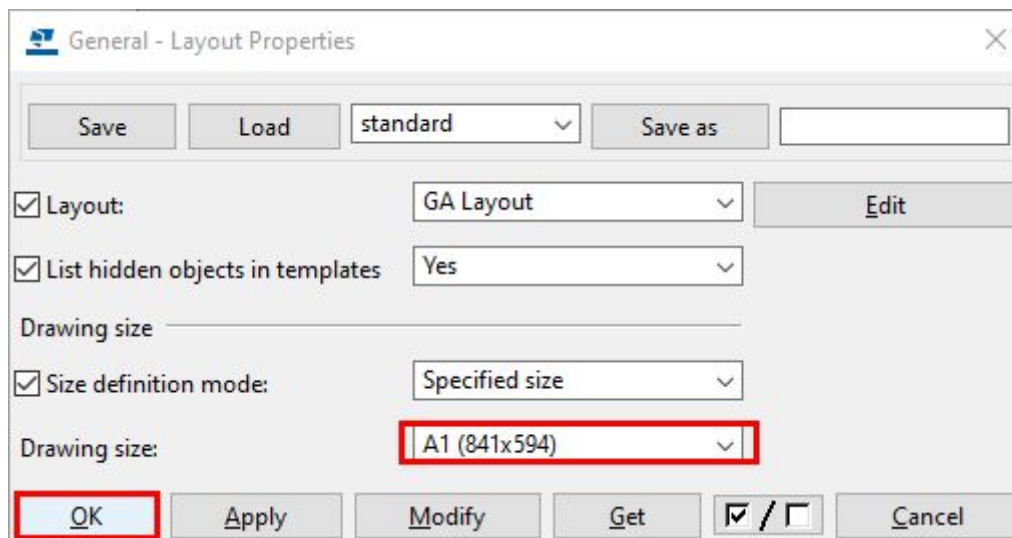 General - Layout Properties
Save Load standard Save as
Layout: GA Layout Edit
List hidden objects in templates Yes
Drawing size
Size definition mode: Specified size
Drawing size: A1 (841x594)
OK Apply Modify Get / Cancel